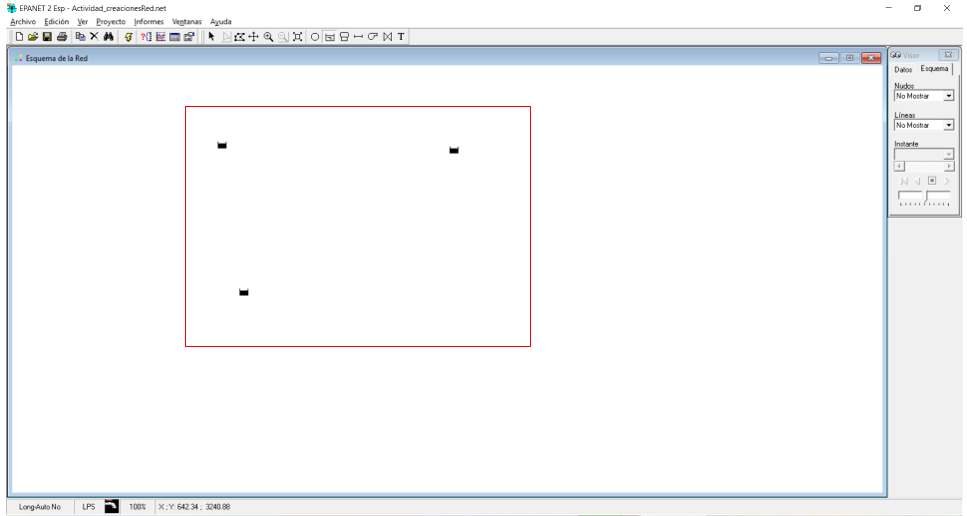 EPANET 2 Esp - Actividad_creacionesRed.net
Archivo Edición Ver Proyecto Informes Ventanas Ayuda
T
Esquema de la Red
Visor
Datos Esquema
Nudos
No Mostrar
Líneas
No Mostrar
Instante
Long-Auto No LPS 100% X ; Y: 642.34 ; 3240.88